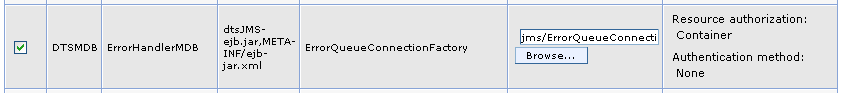 DTSMDB
ErrorHandlerMDB
dtsJMS-
ejb.jar,META-
INF/ejb-
jar.xml
ErrorQueueConnectionFactory
jms/ErrorQueueConnecti
Browse...
Resource authorization:
Container
Authentication method:
None